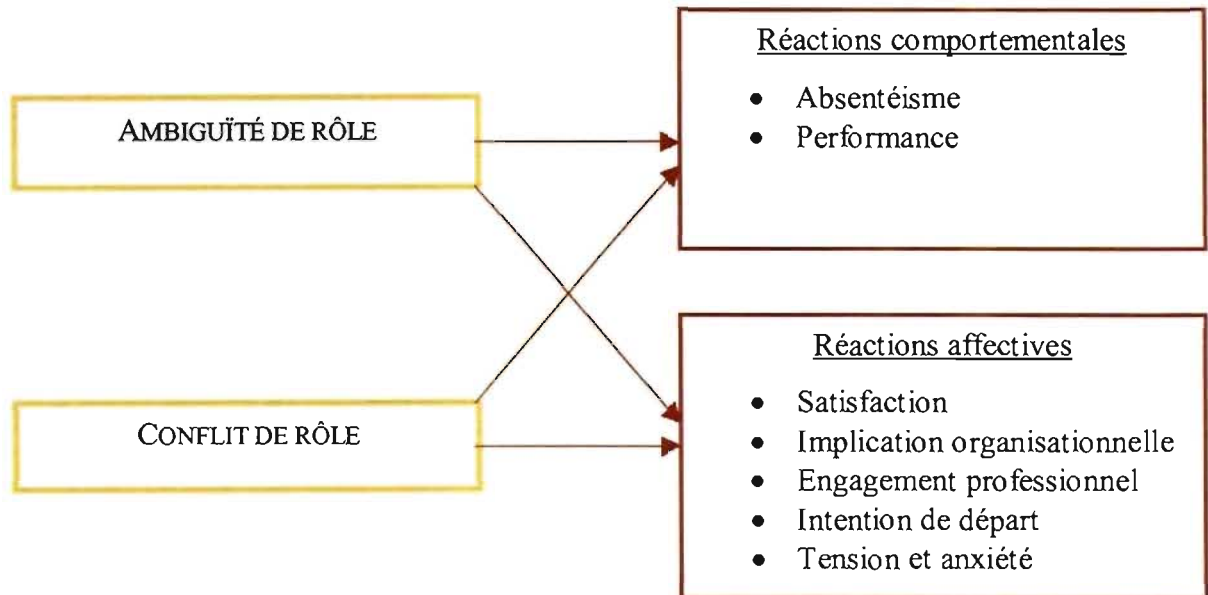 AMBIGUÏTÉ DE RÔLE
CONFLIT DE RÔLE
Réactions comportementales
• Absentéisme
• Performance
Réactions affectives
• Satisfaction
• Implication organisationnelle
• Engagement professionnel
• Intention de départ
• Tension et anxiété